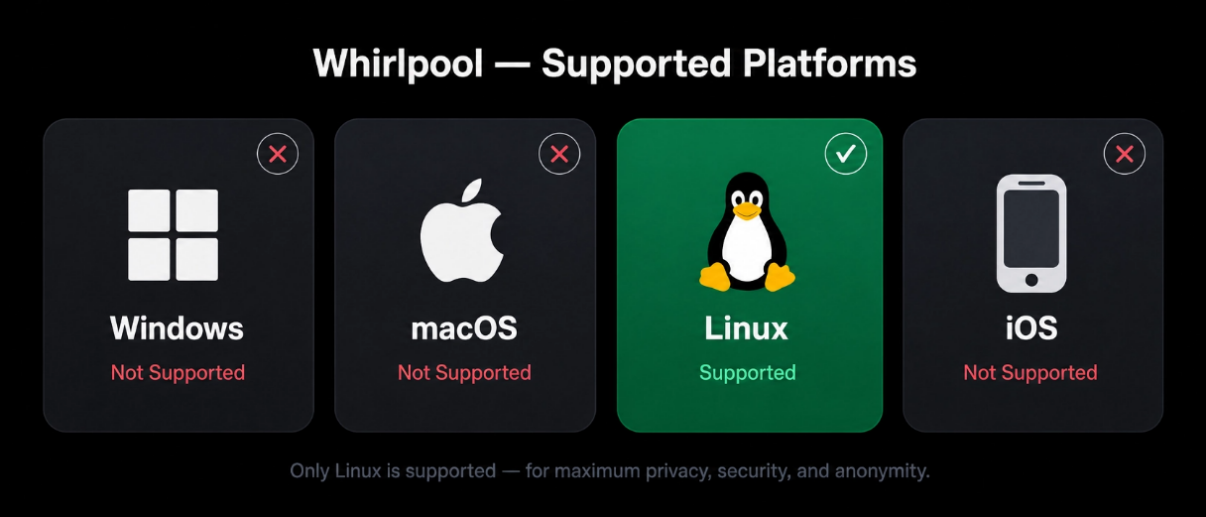 Whirlpool — Supported Platforms
Windows
Not Supported
macOS
Not Supported
Linux
Supported
iOS
Not Supported
Only Linux is supported — for maximum privacy, security, and anonymity.